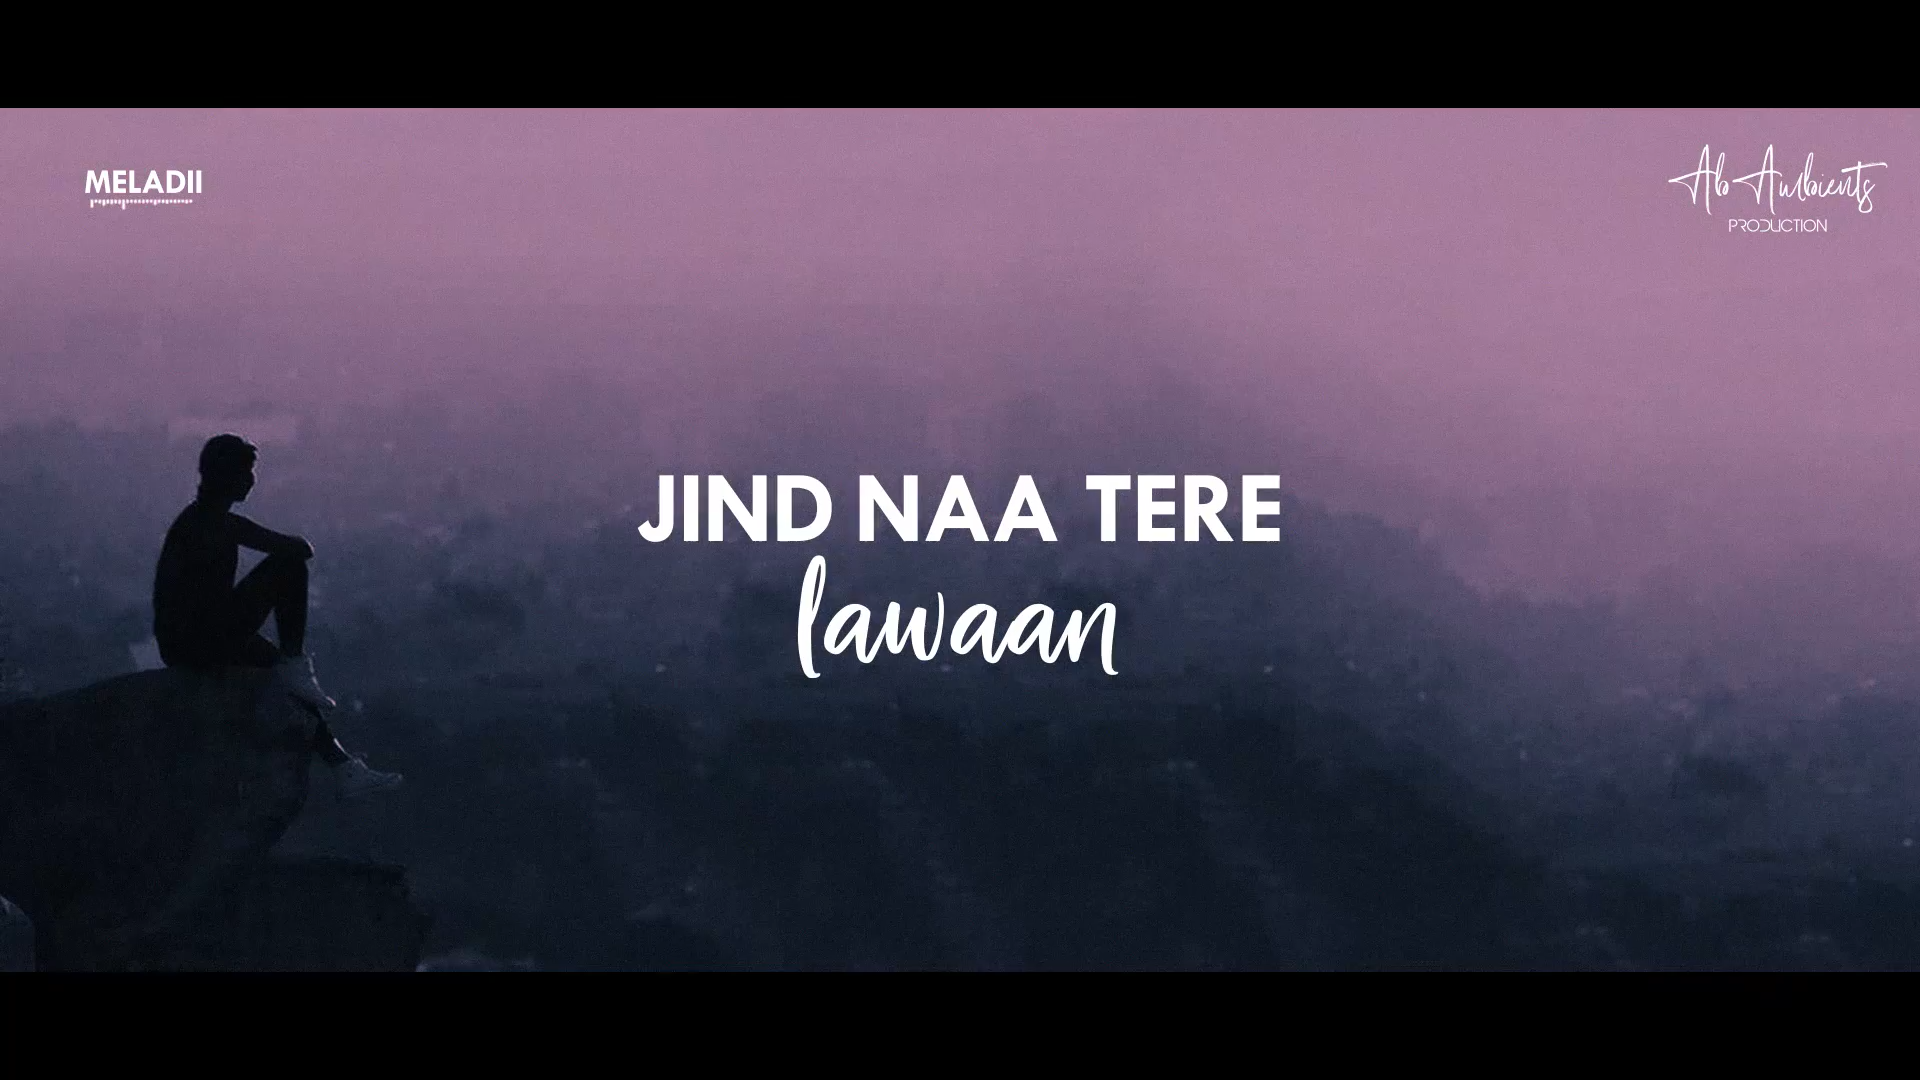 MELADII
Ab Ambients
PRODUCTION
JIND NAA TERE
lawaan